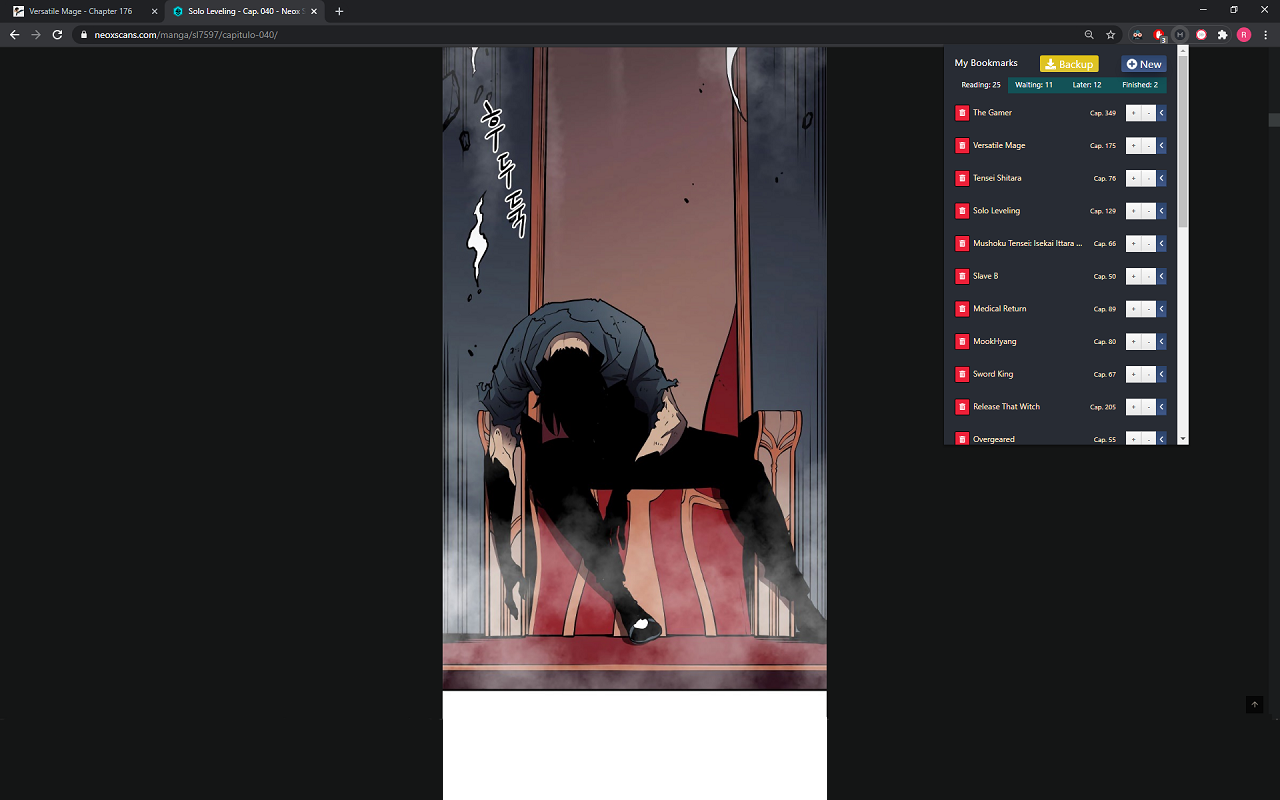 Versatile Mage - Chapter 176
Solo Leveling - Cap. 040 - Neox S
neoxscans.com/manga/sl7597/capitulo-040/
3
R
My Bookmarks
Backup
New
Reading: 25
Waiting: 11
Later: 12
Finished: 2
The Gamer
Cap. 349
+
-
Versatile Mage
Cap. 175
+
-
Tensei Shitara
Cap. 76
+
-
Solo Leveling
Cap. 129
+
-
Mushoku Tensei: Isekai Ittara ...
Cap. 66
+
-
Slave B
Cap. 50
+
-
Medical Return
Cap. 89
+
-
MookHyang
Cap. 80
+
-
Sword King
Cap. 67
+
-
Release That Witch
Cap. 205
+
-
Overgeared
Cap. 55
+
-
후두둑